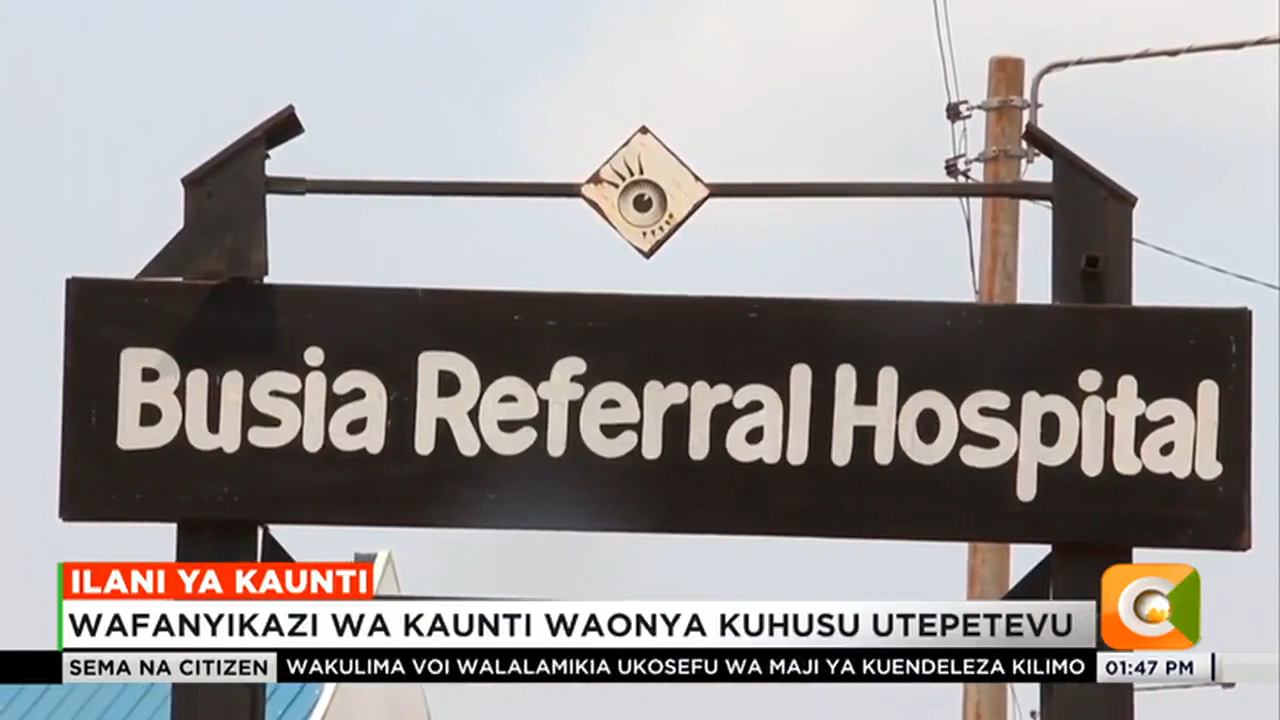 Busia Referral Hospital
ILANI YA KAUNTI
WAFANYIKAZI WA KAUNTI WAONYA KUHUSU UTEPETEVU
SEMA NA CITIZEN WAKULIMA VOI WALALAMIKIA UKOSEFU WA MAJI YA KUENDELEZA KILIMO 01:47 PM